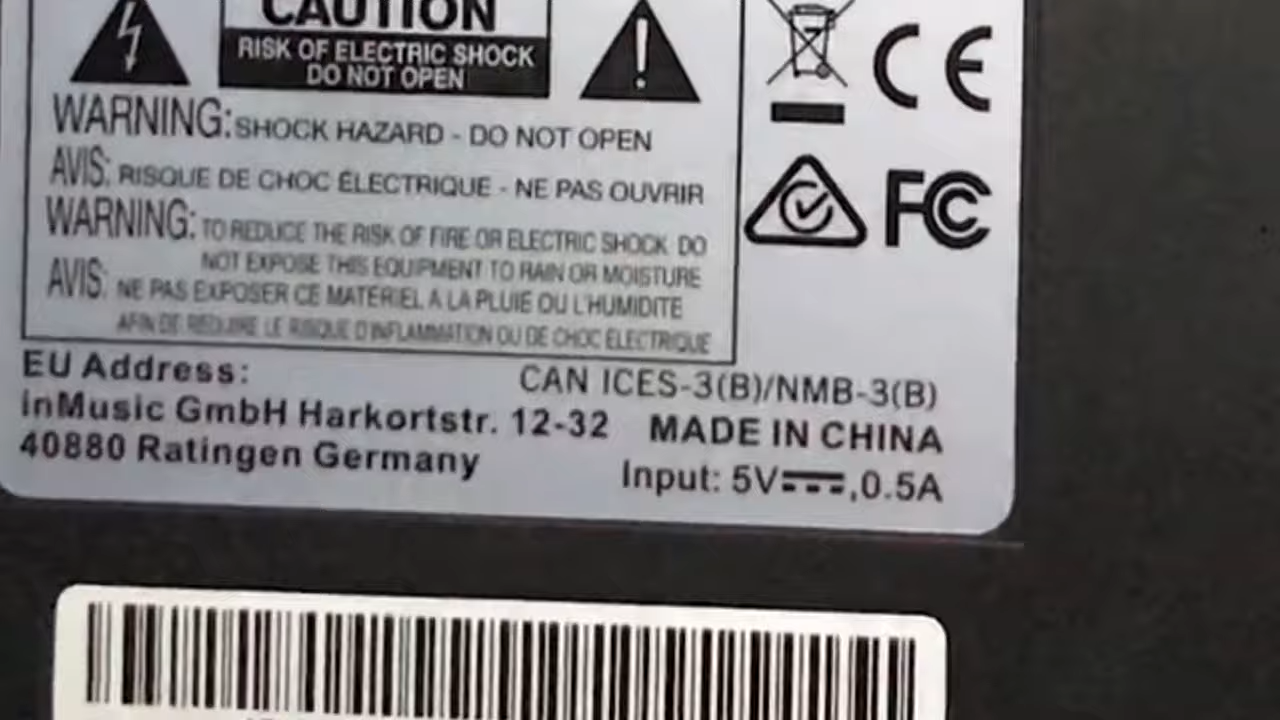 CAUTION
RISK OF ELECTRIC SHOCK
DO NOT OPEN
WARNING: SHOCK HAZARD - DO NOT OPEN
AVIS: RISQUE DE CHOC ÉLECTRIQUE - NE PAS OUVRIR
WARNING: TO REDUCE THE RISK OF FIRE OR ELECTRIC SHOCK DO
NOT EXPOSE THIS EQUIPMENT TO RAIN OR MOISTURE
AVIS: NE PAS EXPOSER CE MATERIEL A LA PLUIE OU L'HUMIDITE
AFIN DE REDUIRE LE RISQUE D'INFLAMMATION OU DE CHOC ELECTRIQUE
CE
FC
EU Address:
inMusic GmbH Harkortstr. 12-32
40880 Ratingen Germany
CAN ICES-3(B)/NMB-3(B)
MADE IN CHINA
Input: 5V⎓,0.5A